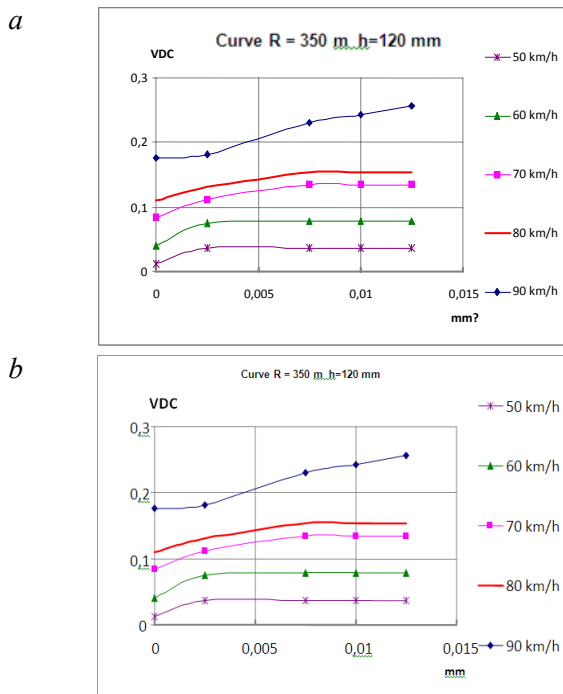 a
VDC
Curve R = 350 m h=120 mm
0,3
0,2
0,1
0
0
0,005
0,01
0,015
mm?
50 km/h
60 km/h
70 km/h
80 km/h
90 km/h
b
Curve R = 350 m h=120 mm
VDC
0,3
0,2
0,1
0
0
0,005
0,01
0,015
mm
50 km/h
60 km/h
70 km/h
80 km/h
90 km/h